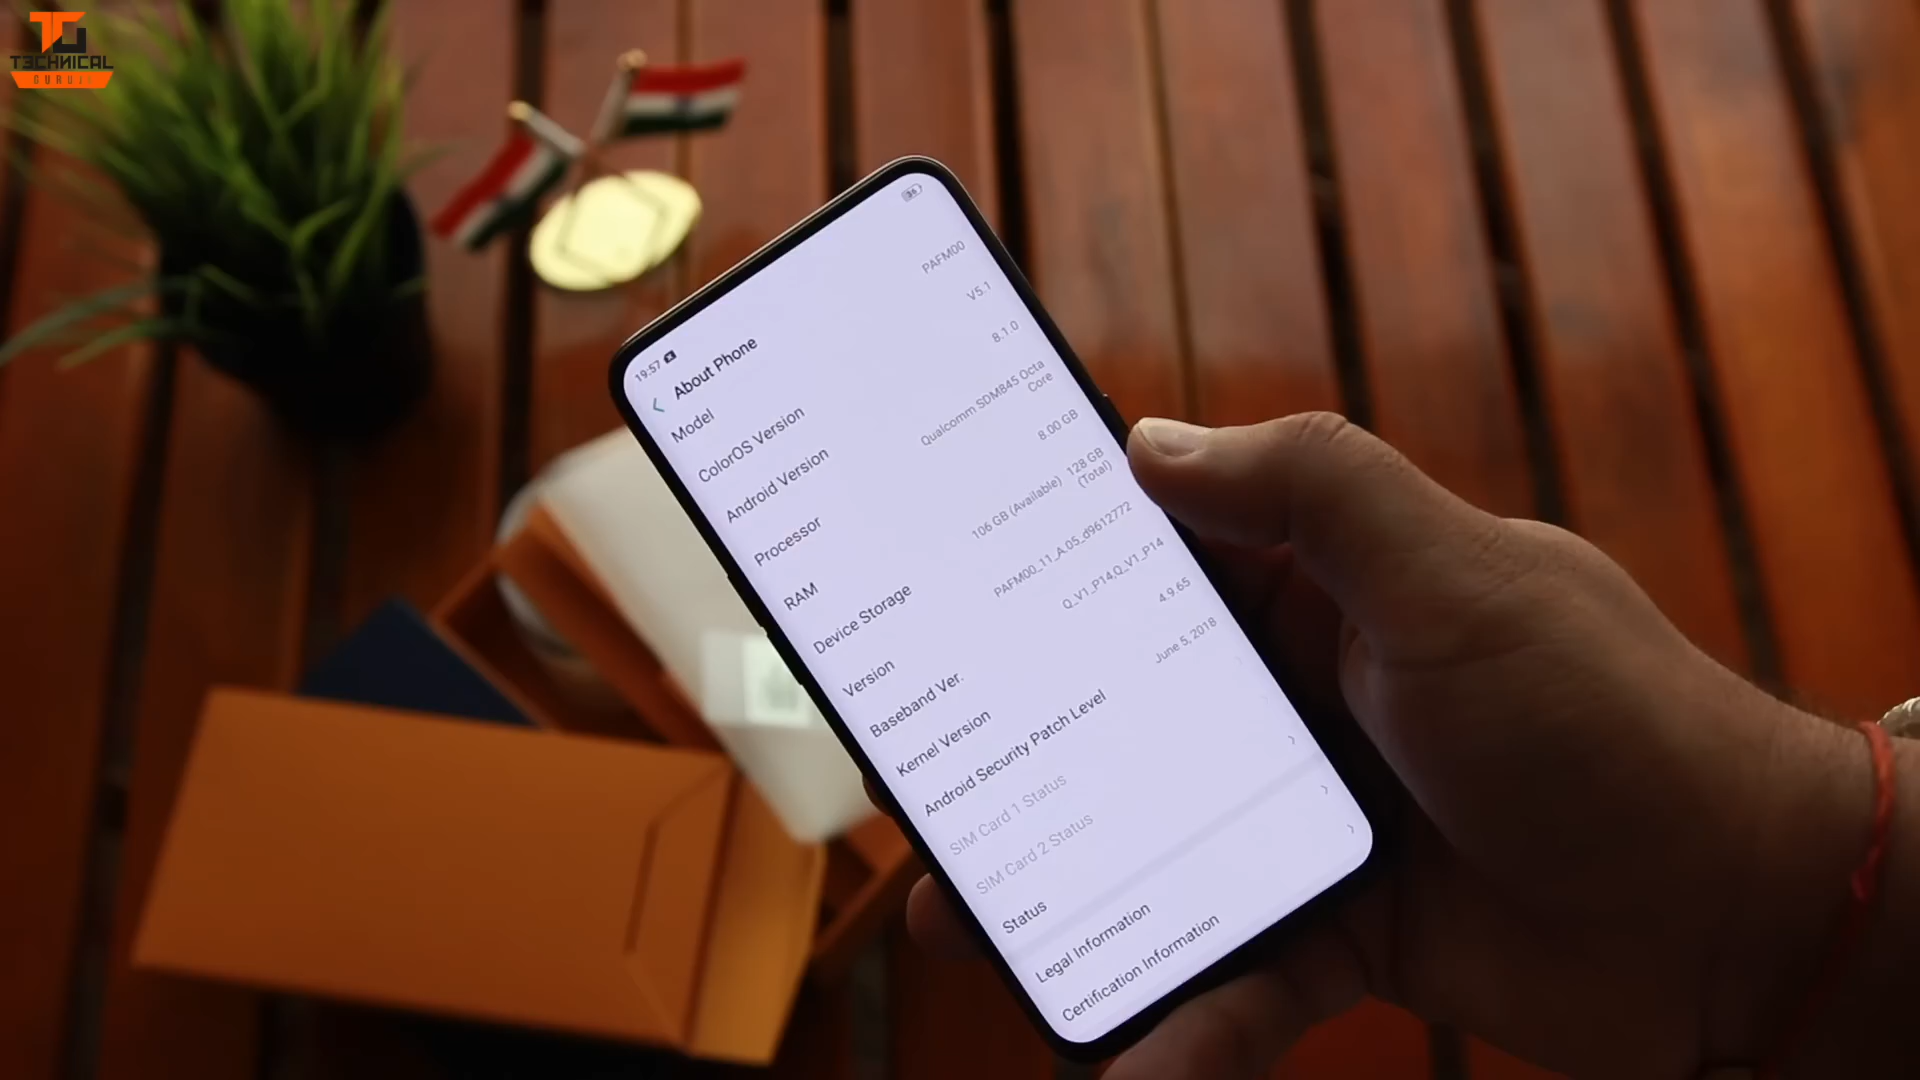 T3CHNICAL
GURUJI
19:57
36
About Phone
Model PAFM00
ColorOS Version V5.1
Android Version 8.1.0
Processor Qualcomm SDM845 Octa
Core
RAM 8.00 GB
Device Storage 106 GB (Available) 128 GB
(Total)
Version PAFM00_11_A.05_d9612772
Baseband Ver. Q_V1_P14,Q_V1_P14
Kernel Version 4.9.65
Android Security Patch Level June 5, 2018
SIM Card 1 Status
SIM Card 2 Status
Status
Legal Information
Certification Information